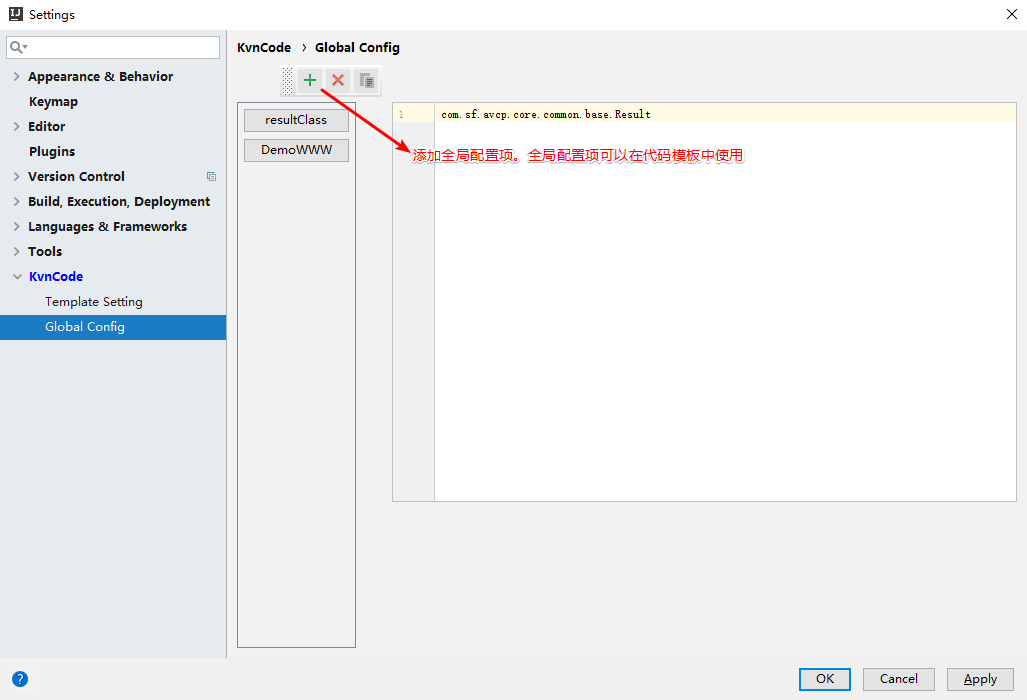 Settings
KvnCode › Global Config
Appearance & Behavior
Keymap
Editor
Plugins
Version Control
Build, Execution, Deployment
Languages & Frameworks
Tools
KvnCode
Template Setting
Global Config
resultClass
DemoWWW
1 com.sf.avcp.core.common.base.Result
添加全局配置项。全局配置项可以在代码模板中使用
?
OK Cancel Apply